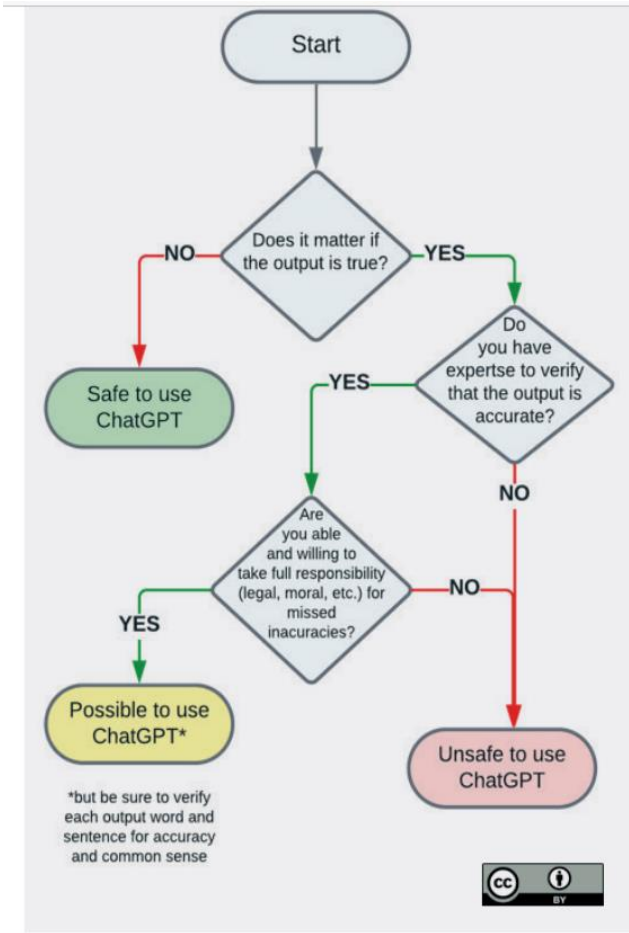 Start
Does it matter if
the output is true?
NO
YES
Safe to use
ChatGPT
Do
you have
expertse to verify
that the output is
accurate?
YES
NO
Are
you able
and willing to
take full responsibility
(legal, moral, etc.) for
missed
inacuracies?
YES
NO
Possible to use
ChatGPT*
Unsafe to use
ChatGPT
*but be sure to verify
each output word and
sentence for accuracy
and common sense
cc
BY